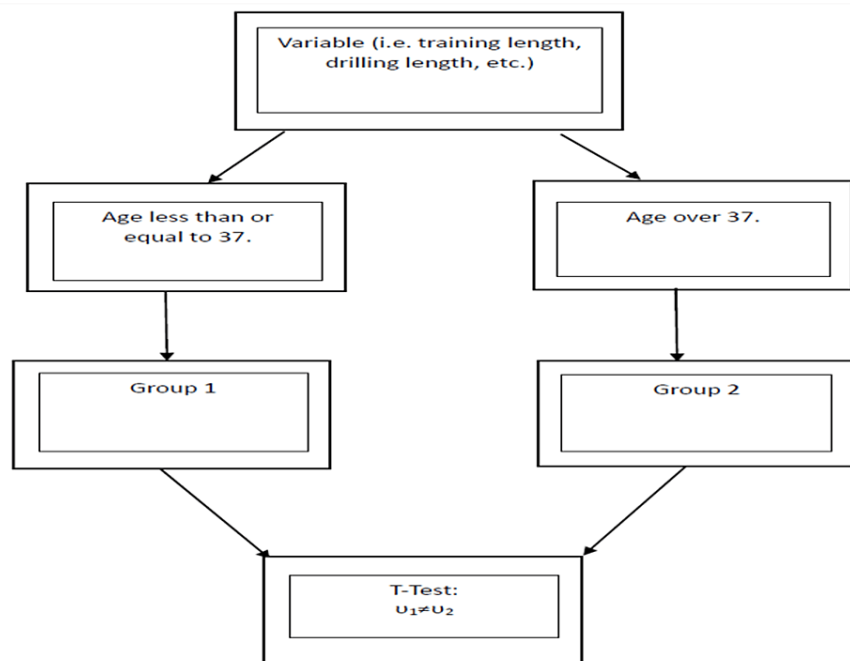 Variable (i.e. training length,
drilling length, etc.)
Age less than or
equal to 37.
Age over 37.
Group 1
Group 2
T-Test:
υ₁≠υ₂